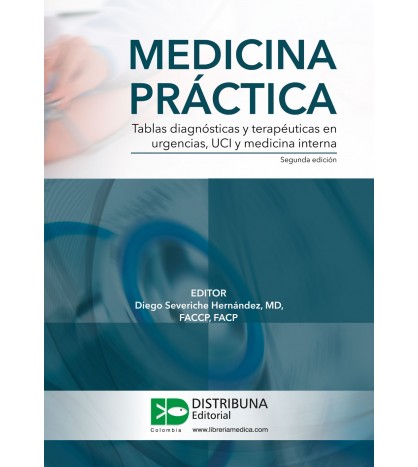 MEDICINA
PRÁCTICA
Tablas diagnósticas y terapéuticas en
urgencias, UCI y medicina interna
Segunda edición
EDITOR
Diego Severiche Hernández, MD,
FACCP, FACP
DISTRIBUNA
Editorial
Colombia
www.libreriamedica.com